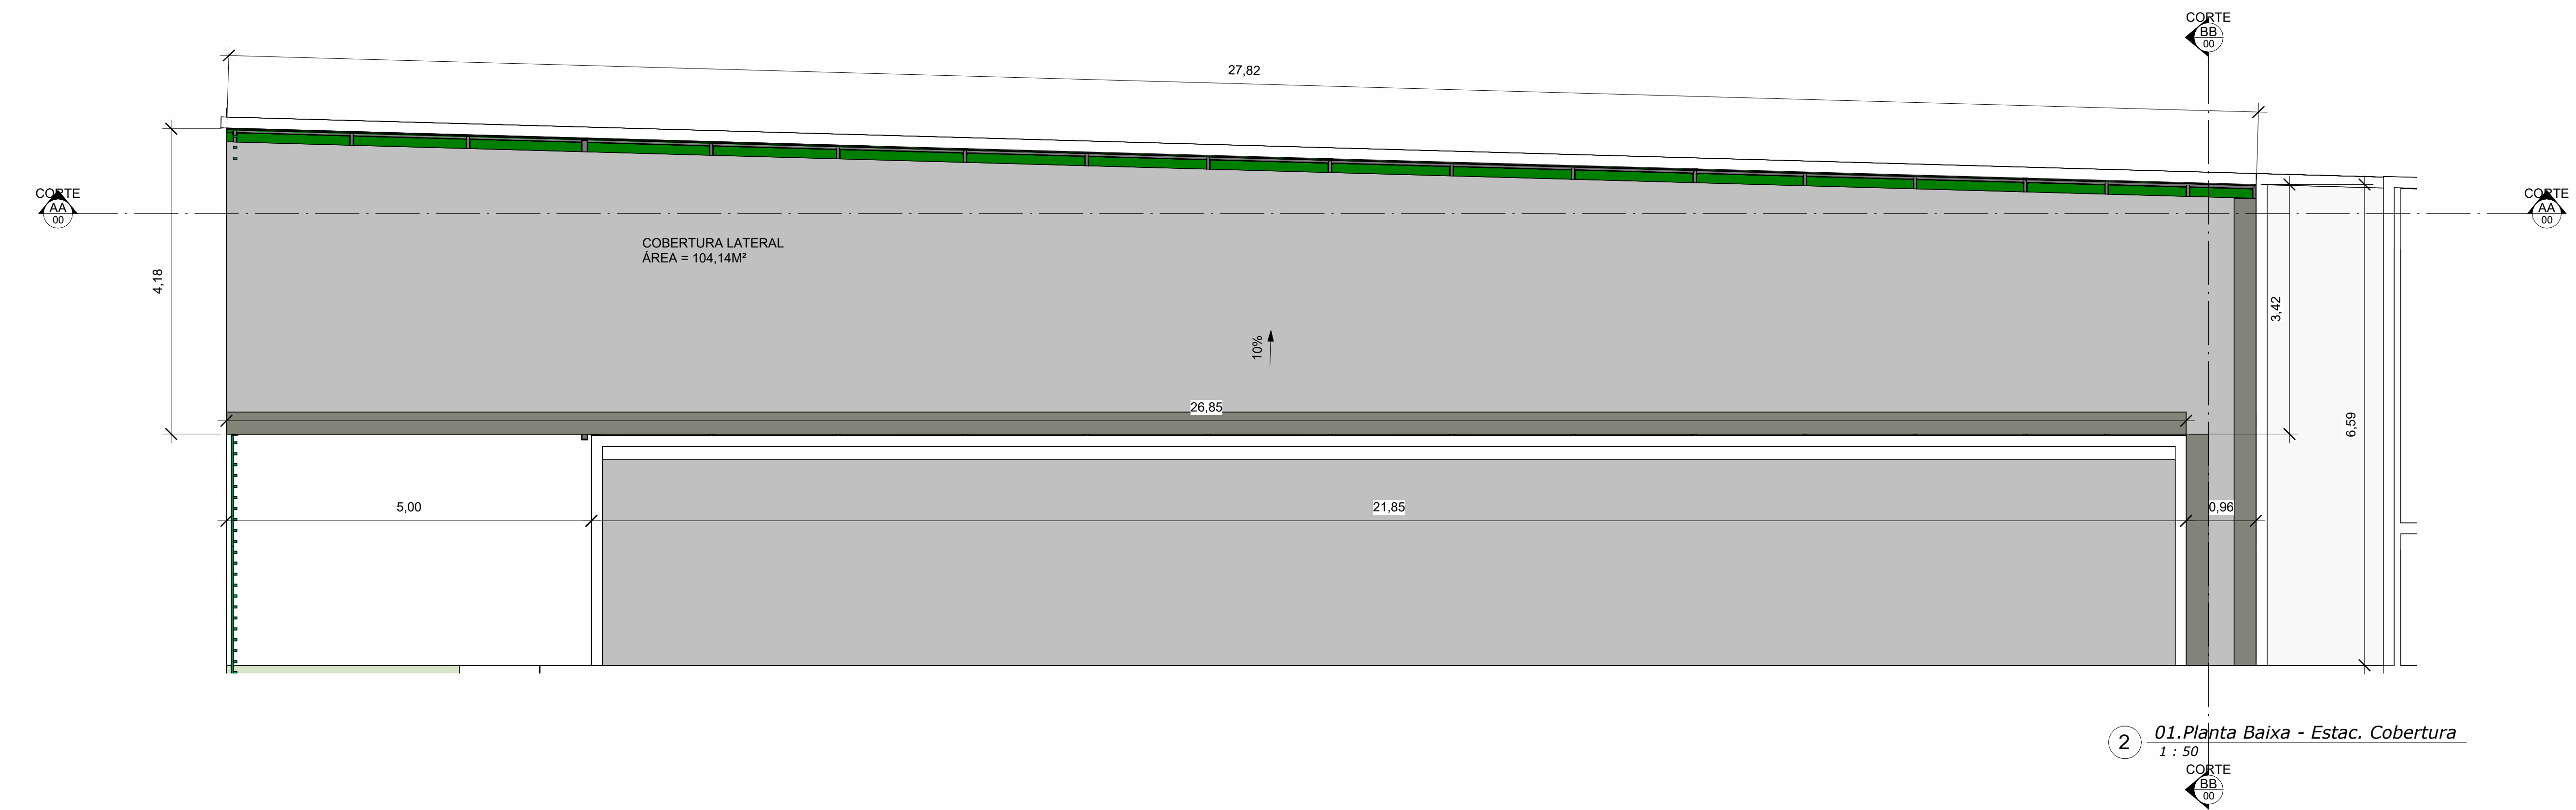 CORTE
BB
00
27,82
CORTE
AA
00
CORTE
AA
00
COBERTURA LATERAL
ÁREA = 104,14M²
4,18
3,42
10%
26,85
6,59
5,00
21,85
0,96
2
01.Planta Baixa - Estac. Cobertura
1 : 50
CORTE
BB
00